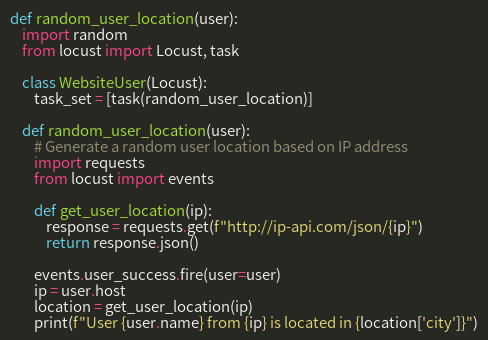 def random_user_location(user):
    import random
    from locust import Locust, task

    class WebsiteUser(Locust):
        task_set = [task(random_user_location)]

    def random_user_location(user):
        # Generate a random user location based on IP address
        import requests
        from locust import events

        def get_user_location(ip):
            response = requests.get(f"http://ip-api.com/json/{ip}")
            return response.json()

        events.user_success.fire(user=user)
        ip = user.host
        location = get_user_location(ip)
        print(f"User {user.name} from {ip} is located in {location['city']}")